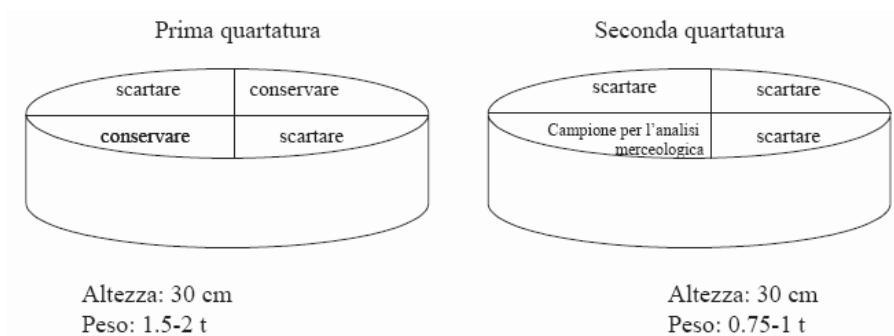 Prima quartatura
scartare
conservare
conservare
scartare
Altezza: 30 cm
Peso: 1.5-2 t
Seconda quartatura
scartare
scartare
Campione per l'analisi
merceologica
scartare
Altezza: 30 cm
Peso: 0.75-1 t